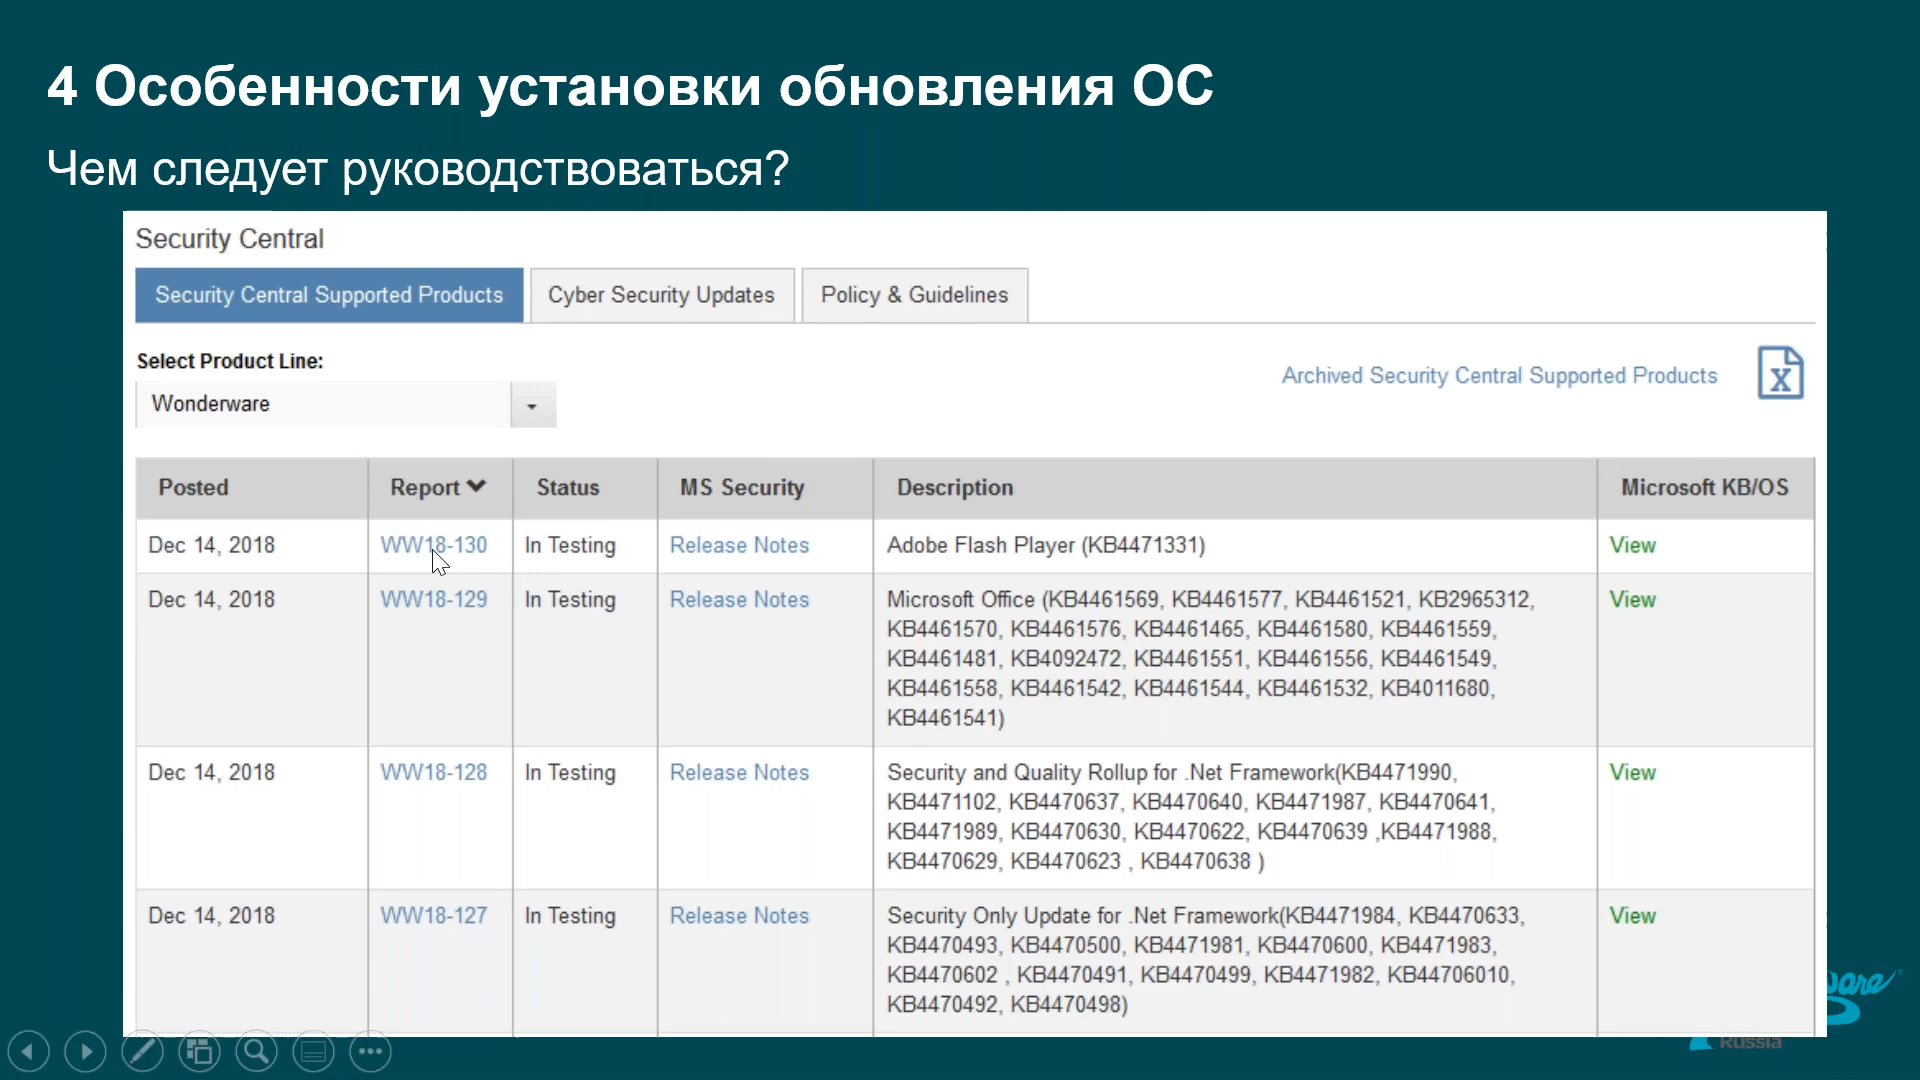 4 Особенности установки обновления ОС
Чем следует руководствоваться?
Security Central
Security Central Supported Products
Cyber Security Updates
Policy & Guidelines
Select Product Line:
Wonderware
Archived Security Central Supported Products
Posted Report Status MS Security Description Microsoft KB/OS
Dec 14, 2018 WW18-130 In Testing Release Notes Adobe Flash Player (KB4471331) View
Dec 14, 2018 WW18-129 In Testing Release Notes Microsoft Office (KB4461569, KB4461577, KB4461521, KB2965312, View
KB4461570, KB4461576, KB4461465, KB4461580, KB4461559,
KB4461481, KB4092472, KB4461551, KB4461556, KB4461549,
KB4461558, KB4461542, KB4461544, KB4461532, KB4011680,
KB4461541)
Dec 14, 2018 WW18-128 In Testing Release Notes Security and Quality Rollup for .Net Framework(KB4471990, View
KB4471102, KB4470637, KB4470640, KB4471987, KB4470641,
KB4471989, KB4470630, KB4470622, KB4470639 ,KB4471988,
KB4470629, KB4470623 , KB4470638 )
Dec 14, 2018 WW18-127 In Testing Release Notes Security Only Update for .Net Framework(KB4471984, KB4470633, View
KB4470493, KB4470500, KB4471981, KB4470600, KB4471983,
KB4470602 , KB4470491, KB4470499, KB4471982, KB44706010,
KB4470492, KB4470498)
Russia